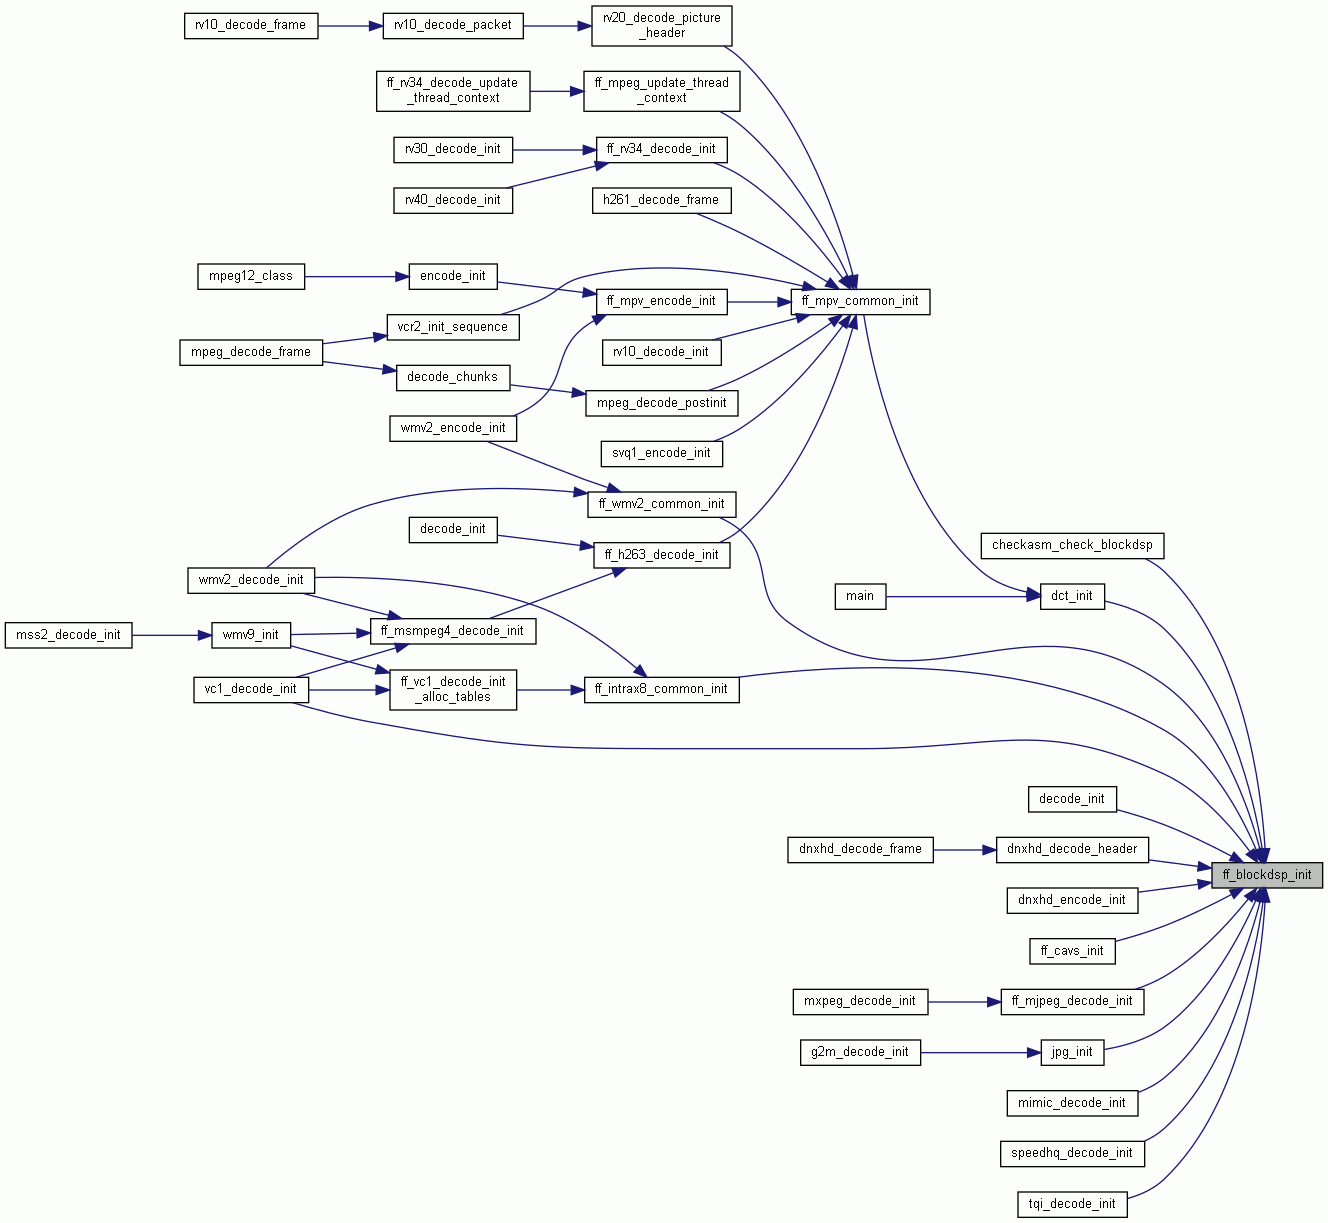 rv10_decode_frame
rv10_decode_packet
rv20_decode_picture
_header
ff_rv34_decode_update
_thread_context
ff_mpeg_update_thread
_context
rv30_decode_init
ff_rv34_decode_init
rv40_decode_init
h261_decode_frame
mpeg12_class
encode_init
ff_mpv_encode_init
ff_mpv_common_init
vcr2_init_sequence
mpeg_decode_frame
rv10_decode_init
decode_chunks
mpeg_decode_postinit
wmv2_encode_init
svq1_encode_init
ff_wmv2_common_init
decode_init
ff_h263_decode_init
checkasm_check_blockdsp
wmv2_decode_init
main
dct_init
mss2_decode_init
wmv9_init
ff_msmpeg4_decode_init
vc1_decode_init
ff_vc1_decode_init
_alloc_tables
ff_intrax8_common_init
decode_init
dnxhd_decode_frame
dnxhd_decode_header
ff_blockdsp_init
dnxhd_encode_init
ff_cavs_init
mxpeg_decode_init
ff_mjpeg_decode_init
g2m_decode_init
jpg_init
mimic_decode_init
speedhq_decode_init
tqi_decode_init